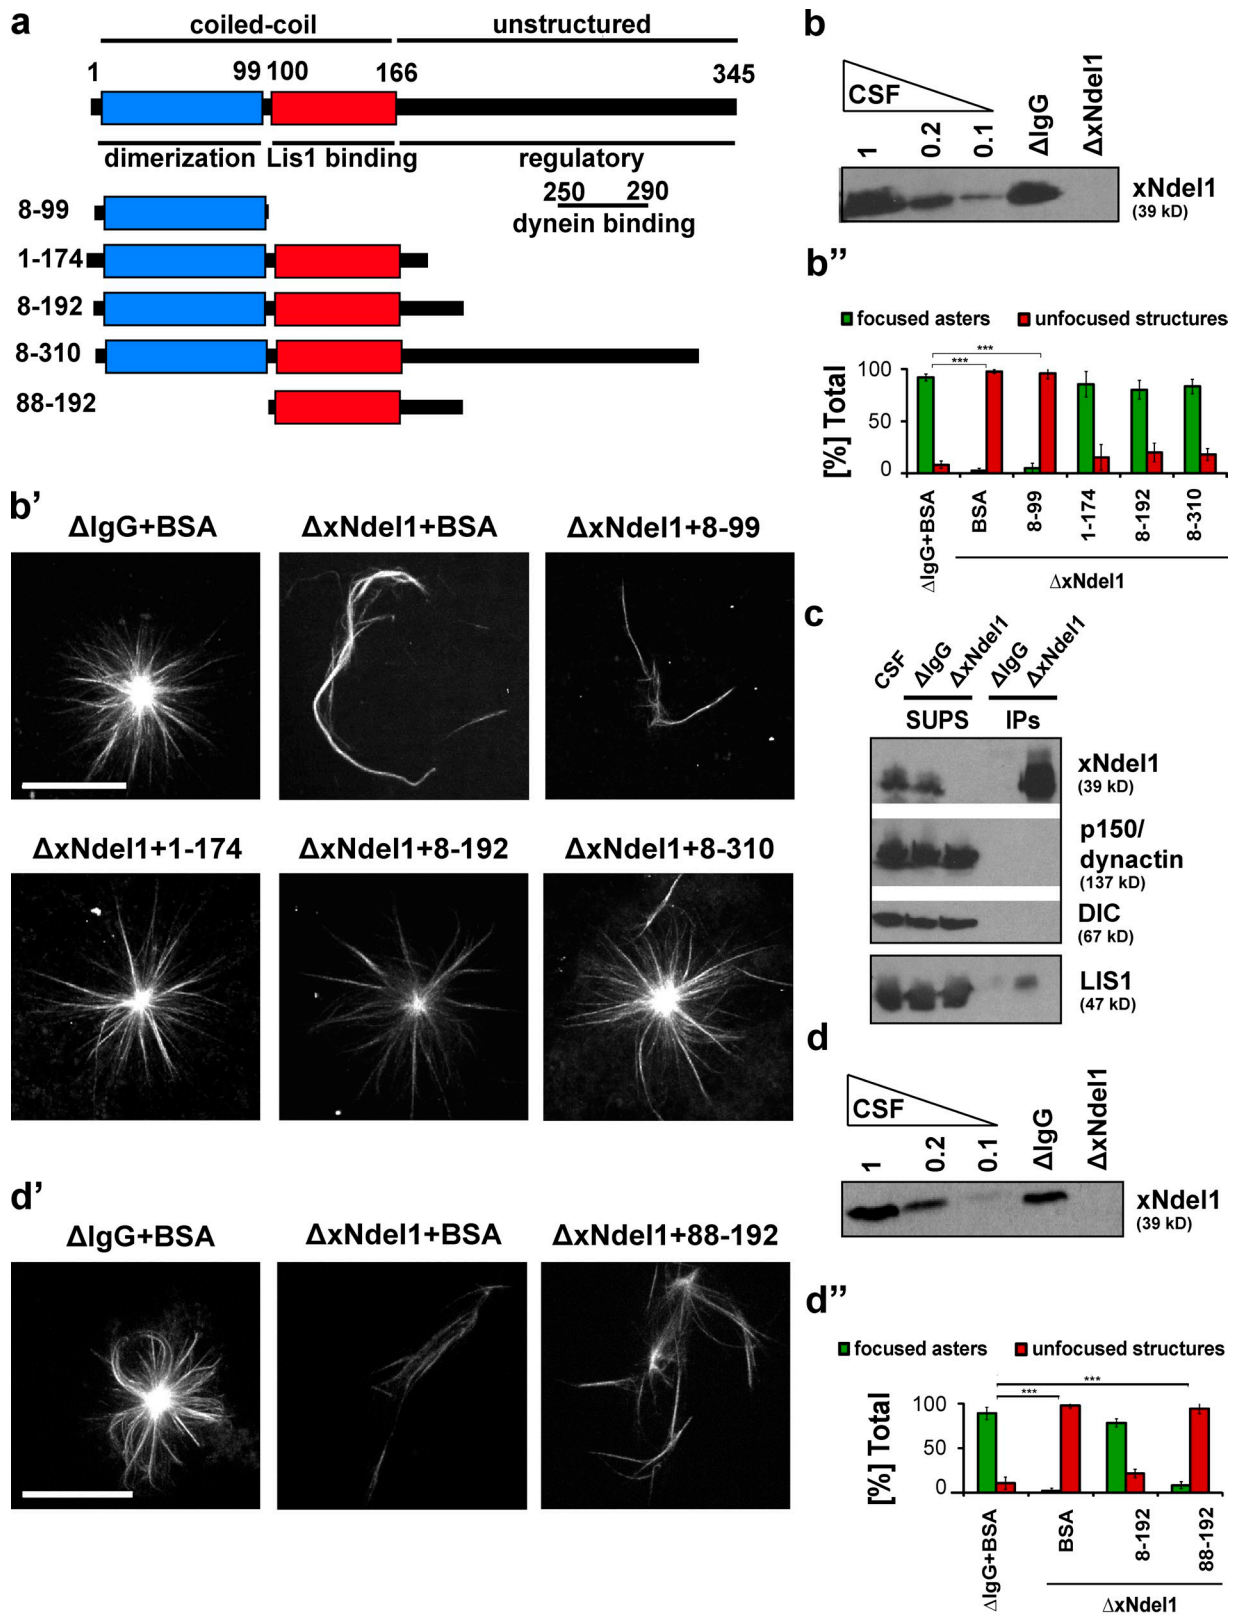 a
coiled-coil unstructured
1 99 100 166 345
dimerization Lis1 binding regulatory
250 290
dynein binding
8-99
1-174
8-192
8-310
88-192
b
CSF
1 0.2 0.1 ΔIgG ΔxNdel1
xNdel1
(39 kD)
b’’
focused asters unfocused structures
[%] Total
100
50
0
ΔIgG+BSA BSA 8-99 1-174 8-192 8-310
ΔxNdel1
b’
ΔIgG+BSA ΔxNdel1+BSA ΔxNdel1+8-99
ΔxNdel1+1-174 ΔxNdel1+8-192 ΔxNdel1+8-310
c
CSF ΔIgG ΔxNdel1 ΔIgG ΔxNdel1
SUPS IPs
xNdel1
(39 kD)
p150/
dynactin
(137 kD)
DIC
(67 kD)
LIS1
(47 kD)
d
CSF
1 0.2 0.1 ΔIgG ΔxNdel1
xNdel1
(39 kD)
d’
ΔIgG+BSA ΔxNdel1+BSA ΔxNdel1+88-192
d’’
focused asters unfocused structures
[%] Total
100
50
0
*** ***
*** ***
ΔIgG+BSA BSA 8-192 88-192
ΔxNdel1